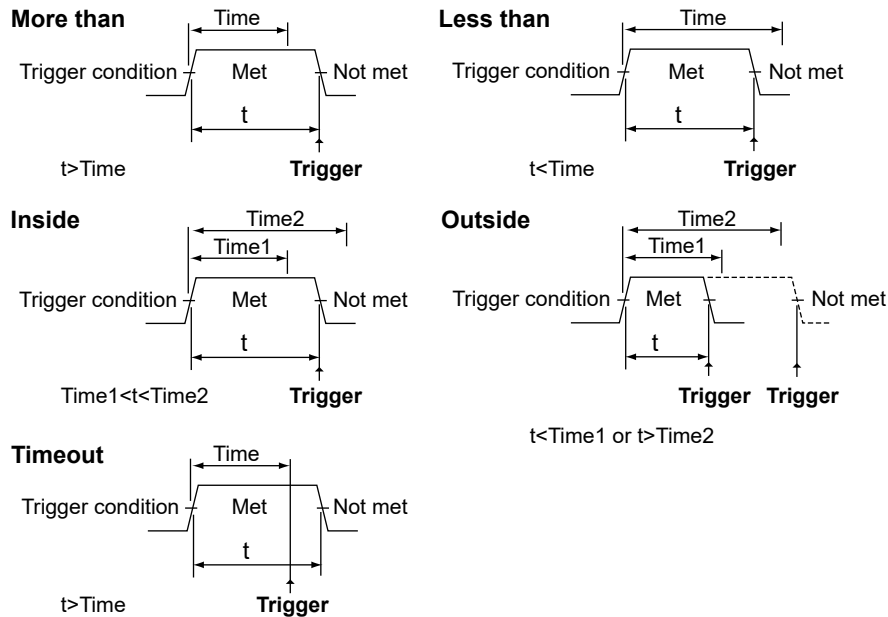 More than
Time
Trigger condition
Met
Not met
t
t>Time
Trigger
Less than
Time
Trigger condition
Met
Not met
t
t<Time
Trigger
Inside
Time2
Time1
Trigger condition
Met
Not met
t
Time1<t<Time2
Trigger
Outside
Time2
Time1
Trigger condition
Met
Not met
t
Trigger Trigger
t<Time1 or t>Time2
Timeout
Time
Trigger condition
Met
Not met
t
t>Time
Trigger